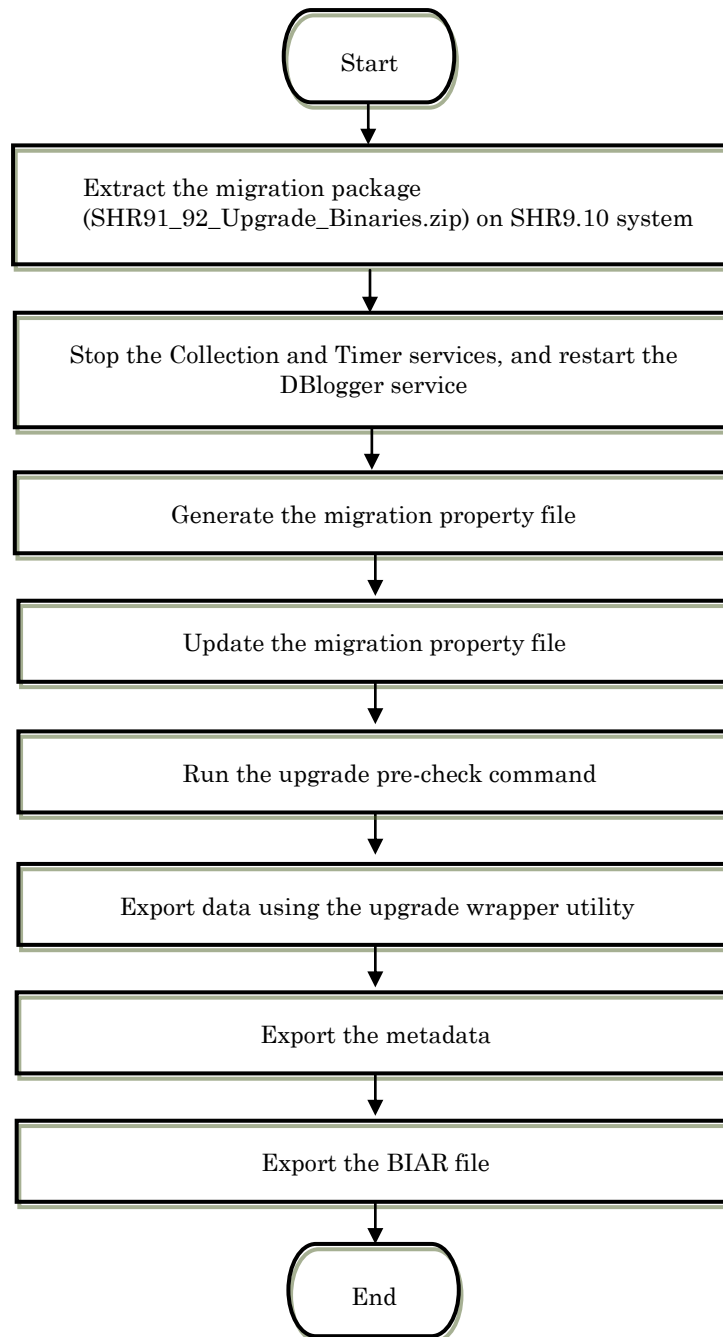 Start
Extract the migration package
(SHR91_92_Upgrade_Binaries.zip) on SHR9.10 system
Stop the Collection and Timer services, and restart the
DBlogger service
Generate the migration property file
Update the migration property file
Run the upgrade pre-check command
Export data using the upgrade wrapper utility
Export the metadata
Export the BIAR file
End